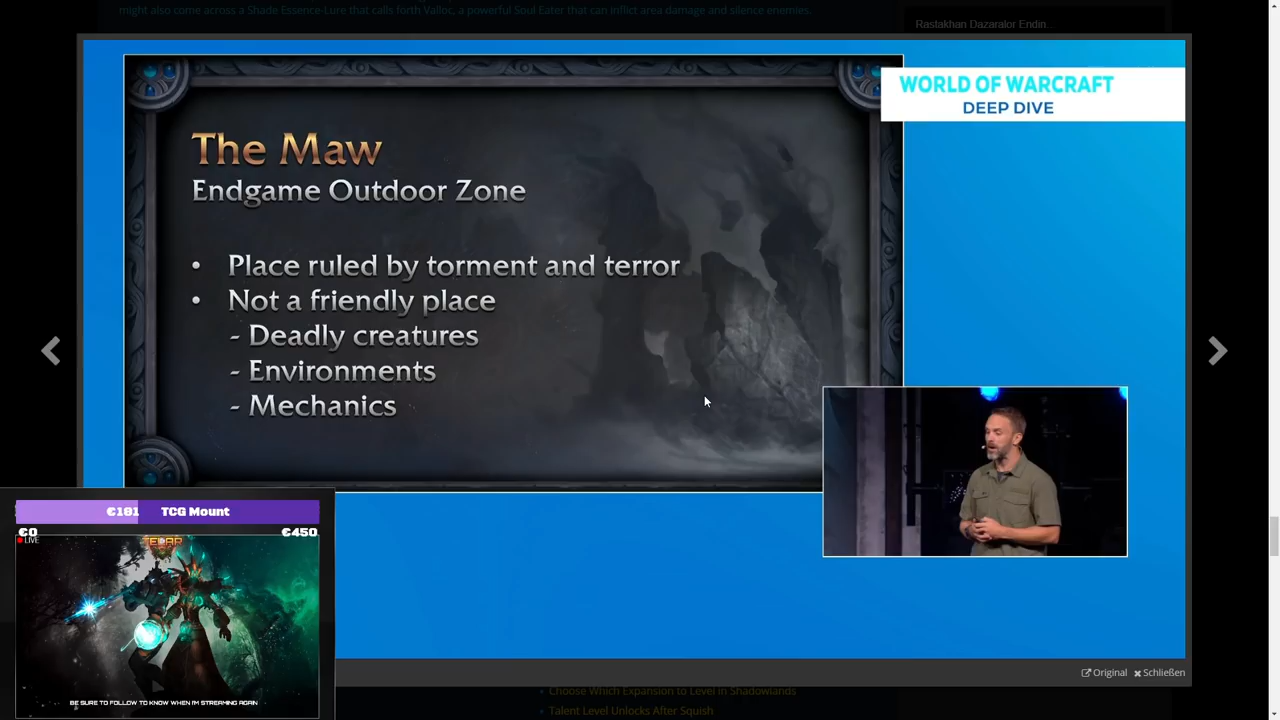 might also come across a Shade Essence-Lure that calls forth Valloc, a powerful Soul Eater that can inflict area damage and silence enemies.
Rastakhan Dazaralor Endin...
WORLD OF WARCRAFT
DEEP DIVE
The Maw
Endgame Outdoor Zone
• Place ruled by torment and terror
• Not a friendly place
- Deadly creatures
- Environments
- Mechanics
€181 TCG Mount
€0 €450
LIVE
BE SURE TO FOLLOW TO KNOW WHEN I'M STREAMING AGAIN
Original Schließen
• Choose Which Expansion to Level in Shadowlands
• Talent Level Unlocks After Squish